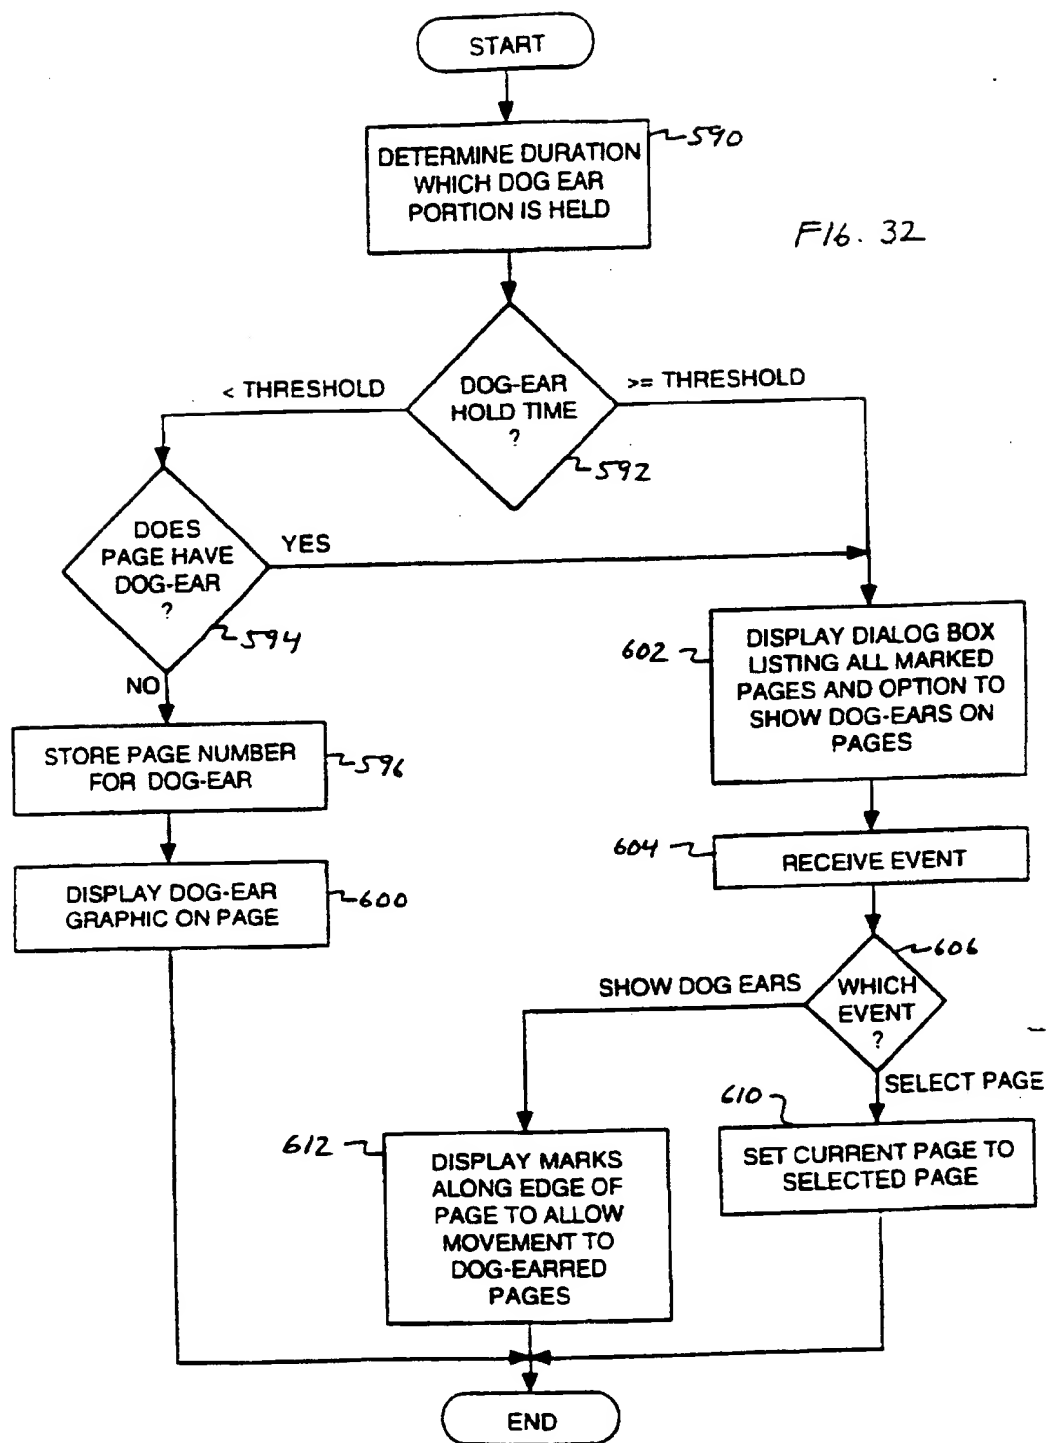 START
DETERMINE DURATION
WHICH DOG EAR
PORTION IS HELD
590
FIG. 32
< THRESHOLD
DOG-EAR
HOLD TIME
?
>= THRESHOLD
592
DOES
PAGE HAVE
DOG-EAR
?
YES
594
NO
602
DISPLAY DIALOG BOX
LISTING ALL MARKED
PAGES AND OPTION TO
SHOW DOG-EARS ON
PAGES
STORE PAGE NUMBER
FOR DOG-EAR
596
604
RECEIVE EVENT
DISPLAY DOG-EAR
GRAPHIC ON PAGE
600
606
SHOW DOG EARS
WHICH
EVENT
?
SELECT PAGE
610
612
DISPLAY MARKS
ALONG EDGE OF
PAGE TO ALLOW
MOVEMENT TO
DOG-EARRED
PAGES
SET CURRENT PAGE TO
SELECTED PAGE
END